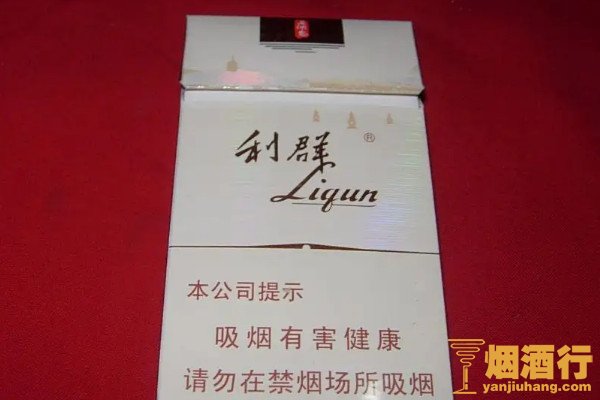 利群
®
Liqun
本公司提示
吸烟有害健康
请勿在禁烟场所吸烟
烟酒行
yanjiuhang.com